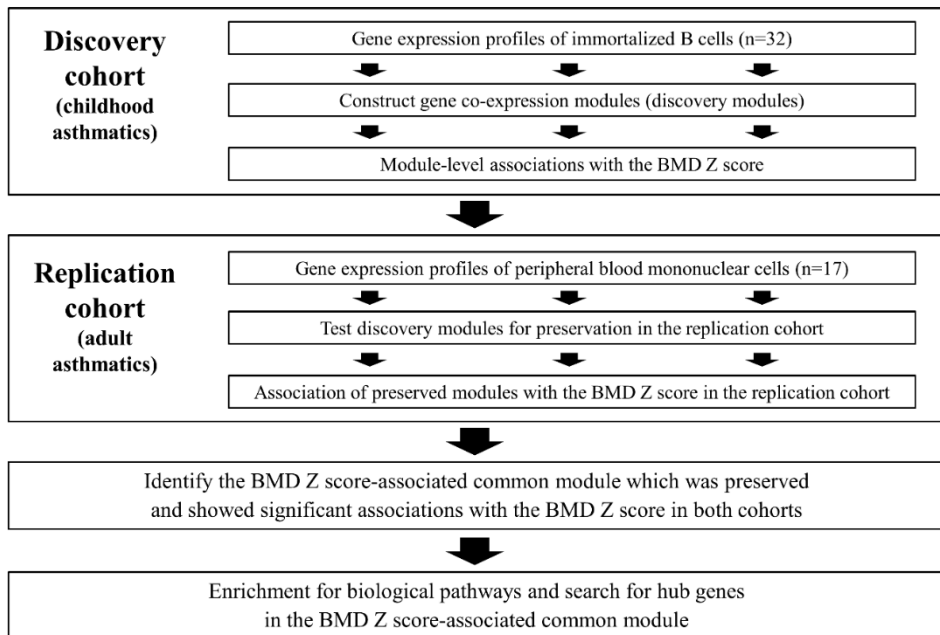 Discovery
cohort
(childhood
asthmatics)
Gene expression profiles of immortalized B cells (n=32)
Construct gene co-expression modules (discovery modules)
Module-level associations with the BMD Z score
Replication
cohort
(adult
asthmatics)
Gene expression profiles of peripheral blood mononuclear cells (n=17)
Test discovery modules for preservation in the replication cohort
Association of preserved modules with the BMD Z score in the replication cohort
Identify the BMD Z score-associated common module which was preserved
and showed significant associations with the BMD Z score in both cohorts
Enrichment for biological pathways and search for hub genes
in the BMD Z score-associated common module